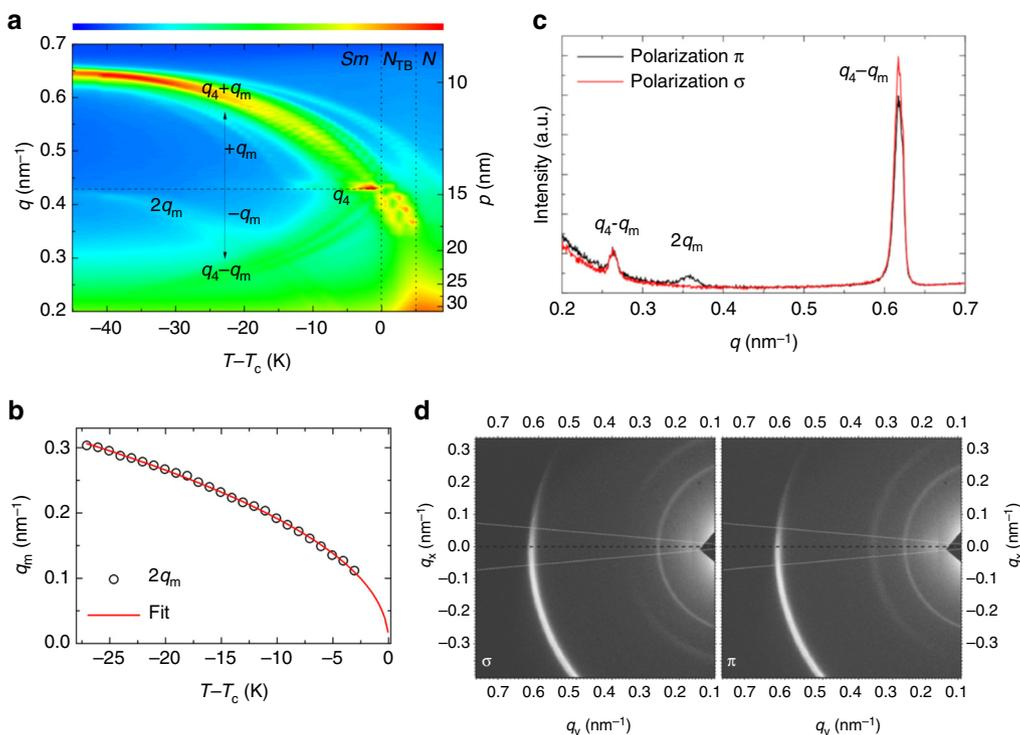 a
0.7
0.6
0.5
0.4
0.3
0.2
q (nm⁻¹)
Sm N_TB N
q₄+q_m
+q_m
q₄
2q_m
−q_m
q₄−q_m
10
15
20
25
30
p (nm)
−40 −30 −20 −10 0
T−T_c (K)
c
Polarization π
Polarization σ
q₄−q_m
q₄-q_m
2q_m
Intensity (a.u.)
0.2 0.3 0.4 0.5 0.6 0.7
q (nm⁻¹)
b
0.3
0.2
0.1
0.0
q_m (nm⁻¹)
2q_m
Fit
−25 −20 −15 −10 −5 0
T−T_c (K)
d
0.7 0.6 0.5 0.4 0.3 0.2 0.1
0.7 0.6 0.5 0.4 0.3 0.2 0.1
0.3
0.2
0.1
0.0
−0.1
−0.2
−0.3
q_x (nm⁻¹)
σ
π
0.3
0.2
0.1
0.0
−0.1
−0.2
−0.3
q_x (nm⁻¹)
0.7 0.6 0.5 0.4 0.3 0.2 0.1
0.7 0.6 0.5 0.4 0.3 0.2 0.1
q_y (nm⁻¹)
q_y (nm⁻¹)